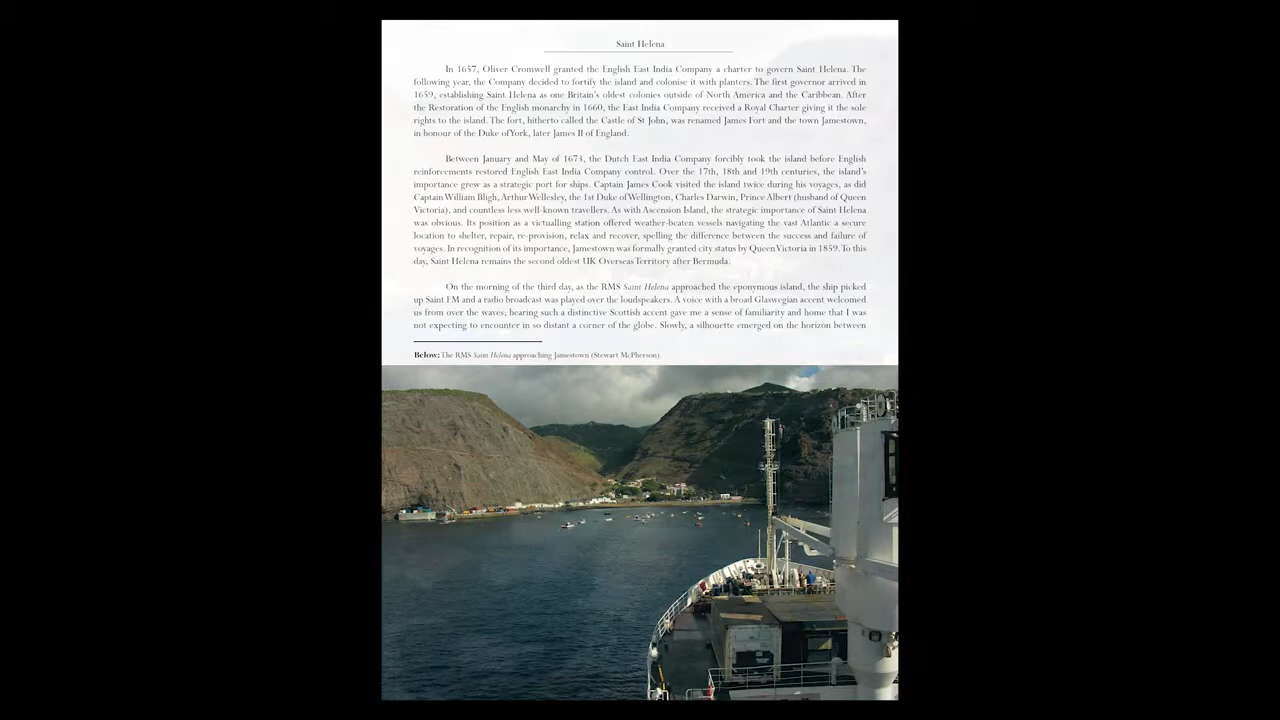 Saint Helena
In 1657, Oliver Cromwell granted the English East India Company a charter to govern Saint Helena. The
following year, the Company decided to fortify the island and colonise it with planters. The first governor arrived in
1659, establishing Saint Helena as one Britain's oldest colonies outside of North America and the Caribbean. After
the Restoration of the English monarchy in 1660, the East India Company received a Royal Charter giving it the sole
rights to the island. The fort, hitherto called the Castle of St John, was renamed James Fort and the town Jamestown,
in honour of the Duke of York, later James II of England.
Between January and May of 1673, the Dutch East India Company forcibly took the island before English
reinforcements restored English East India Company control. Over the 17th, 18th and 19th centuries, the island's
importance grew as a strategic port for ships. Captain James Cook visited the island twice during his voyages, as did
Captain William Bligh, Arthur Wellesley, the 1st Duke of Wellington, Charles Darwin, Prince Albert (husband of Queen
Victoria), and countless less well-known travellers. As with Ascension Island, the strategic importance of Saint Helena
was obvious. Its position as a victualling station offered weather-beaten vessels navigating the vast Atlantic a secure
location to shelter, repair, re-provision, relax and recover, spelling the difference between the success and failure of
voyages. In recognition of its importance, Jamestown was formally granted city status by Queen Victoria in 1859. To this
day, Saint Helena remains the second oldest UK Overseas Territory after Bermuda.
On the morning of the third day, as the RMS Saint Helena approached the eponymous island, the ship picked
up Saint FM and a radio broadcast was played over the loudspeakers. A voice with a broad Glaswegian accent welcomed
us from over the waves; hearing such a distinctive Scottish accent gave me a sense of familiarity and home that I was
not expecting to encounter in so distant a corner of the globe. Slowly, a silhouette emerged on the horizon between
Below: The RMS Saint Helena approaching Jamestown (Stewart McPherson).